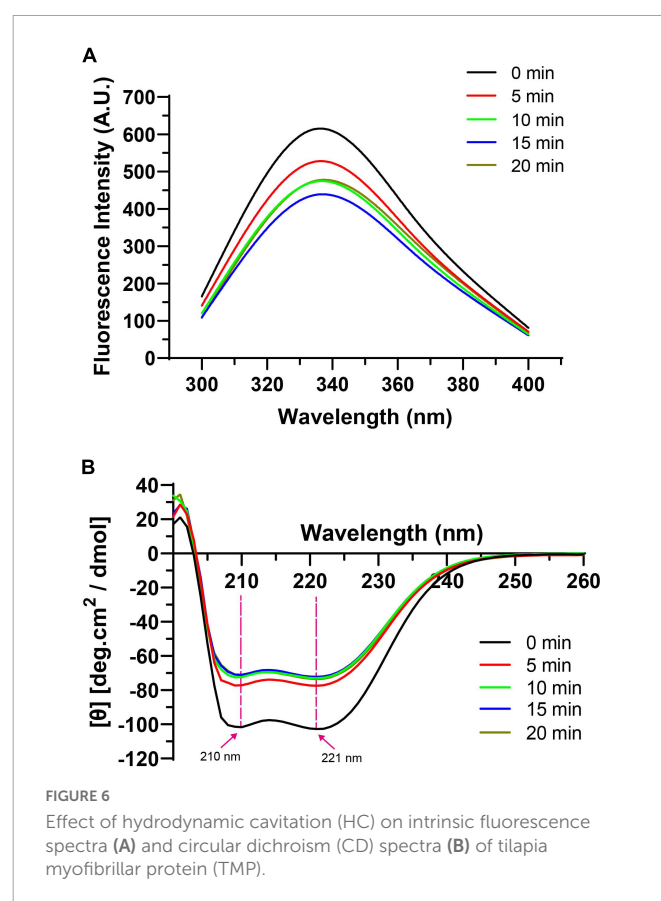 A
0 min
5 min
10 min
15 min
20 min
Fluorescence Intensity (A.U.)
700
600
500
400
300
200
100
0
300 320 340 360 380 400
Wavelength (nm)
B
[θ] [deg.cm² / dmol]
40
20
0
-20
-40
-60
-80
-100
-120
Wavelength (nm)
210 220 230 240 250 260
0 min
5 min
10 min
15 min
20 min
210 nm
221 nm
FIGURE 6
Effect of hydrodynamic cavitation (HC) on intrinsic fluorescence
spectra (A) and circular dichroism (CD) spectra (B) of tilapia
myofibrillar protein (TMP).